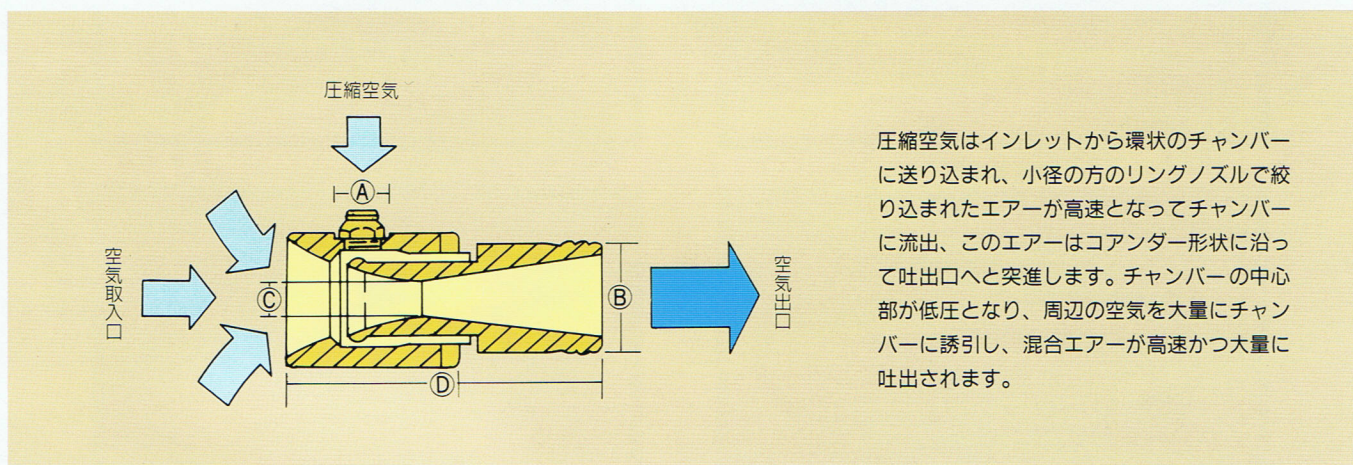 圧縮空気
Ⓐ
空気取入口
Ⓒ
Ⓑ
空気出口
Ⓓ
圧縮空気はインレットから環状のチャンバー
に送り込まれ、小径の方のリングノズルで絞
り込まれたエアーが高速となってチャンバー
に流出、このエアーはコアンダー形状に沿っ
て吐出口へと突進します。チャンバーの中心
部が低圧となり、周辺の空気を大量にチャン
バーに誘引し、混合エアーが高速かつ大量に
吐出されます。